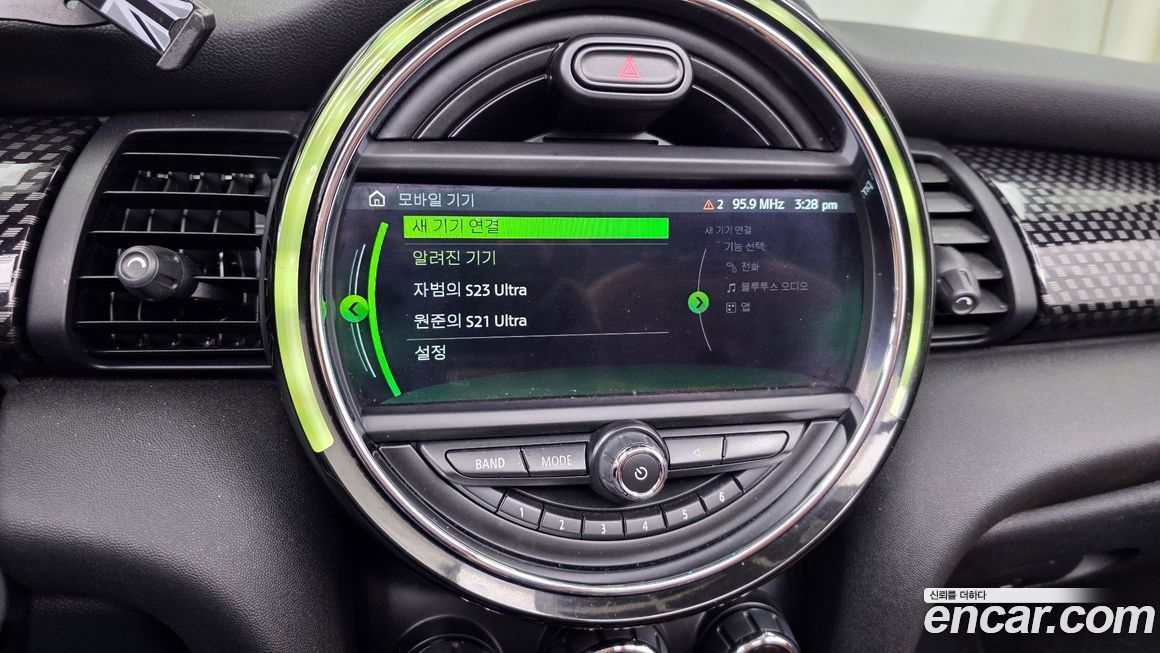 모바일 기기
2 95.9 MHz 3:28 pm
새 기기 연결
알려진 기기
자범의 S23 Ultra
원준의 S21 Ultra
설정
새 기기 연결
기능 선택:
전화
블루투스 오디오
앱
BAND MODE
1 2 3 4 5 6
신뢰를 더하다
encar.com